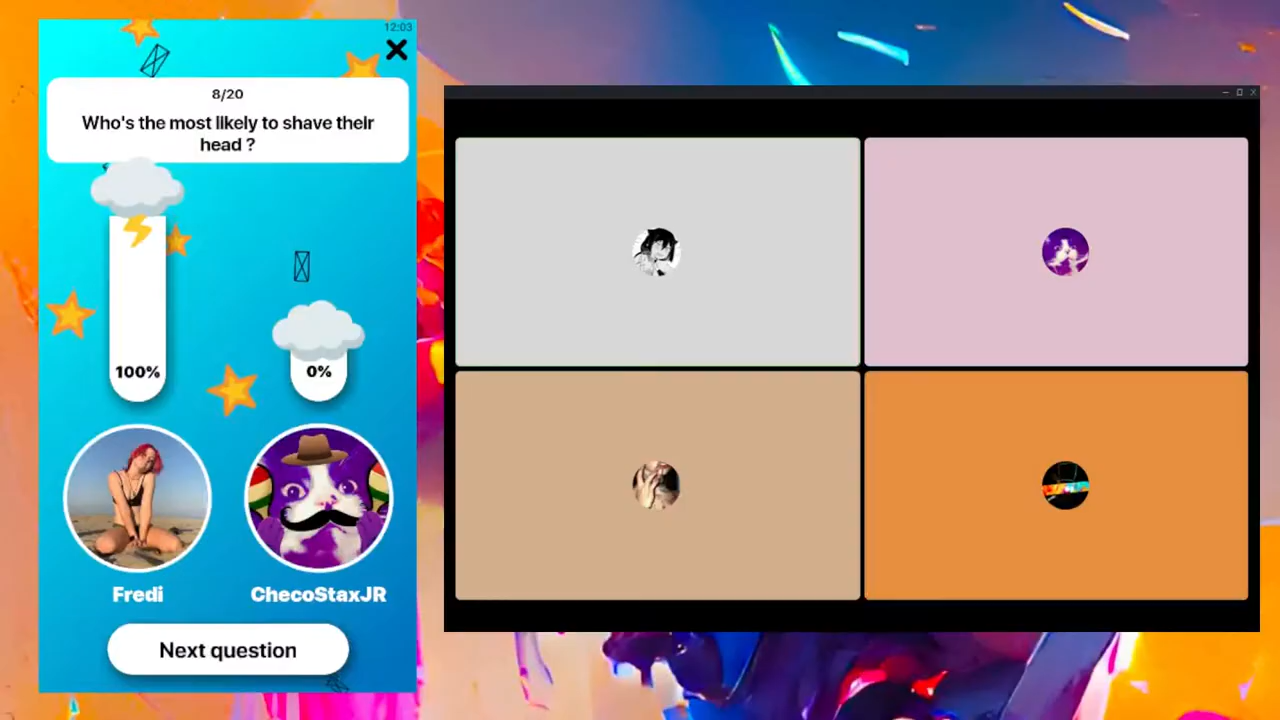 12:03
8/20
Who's the most likely to shave their
head ?
100%
0%
Fredi
ChecoStaxJR
Next question